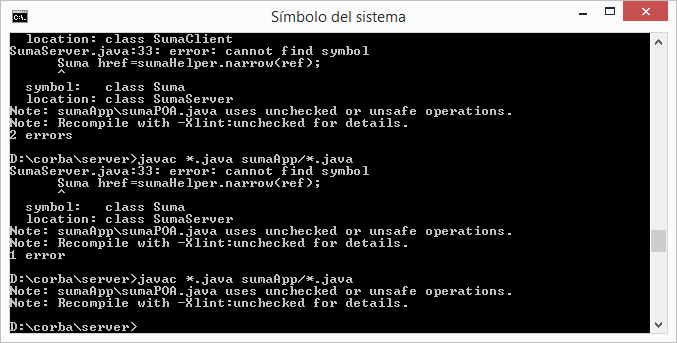 Símbolo del sistema
location: class SumaClient
SumaServer.java:33: error: cannot find symbol
Suma href=sumaHelper.narrow(ref);
^
symbol:   class Suma
location: class SumaServer
Note: sumaApp\sumaPOA.java uses unchecked or unsafe operations.
Note: Recompile with -Xlint:unchecked for details.
2 errors
D:\corba\server>javac *.java sumaApp/*.java
SumaServer.java:33: error: cannot find symbol
Suma href=sumaHelper.narrow(ref);
^
symbol:   class Suma
location: class SumaServer
Note: sumaApp\sumaPOA.java uses unchecked or unsafe operations.
Note: Recompile with -Xlint:unchecked for details.
1 error
D:\corba\server>javac *.java sumaApp/*.java
Note: sumaApp\sumaPOA.java uses unchecked or unsafe operations.
Note: Recompile with -Xlint:unchecked for details.
D:\corba\server>